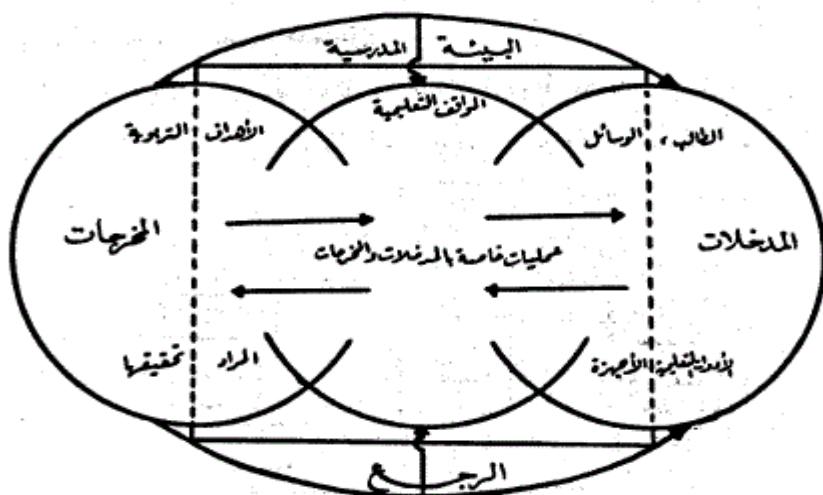 البيئة المدرسية
المواقف التعليمية
الطالب، الوسائل
الأهداف التربوية
المدخلات
المخرجات
عمليات خاصة بالمدخلات والمخرجات
الأجهزة
المراد تحقيقها
الرجع